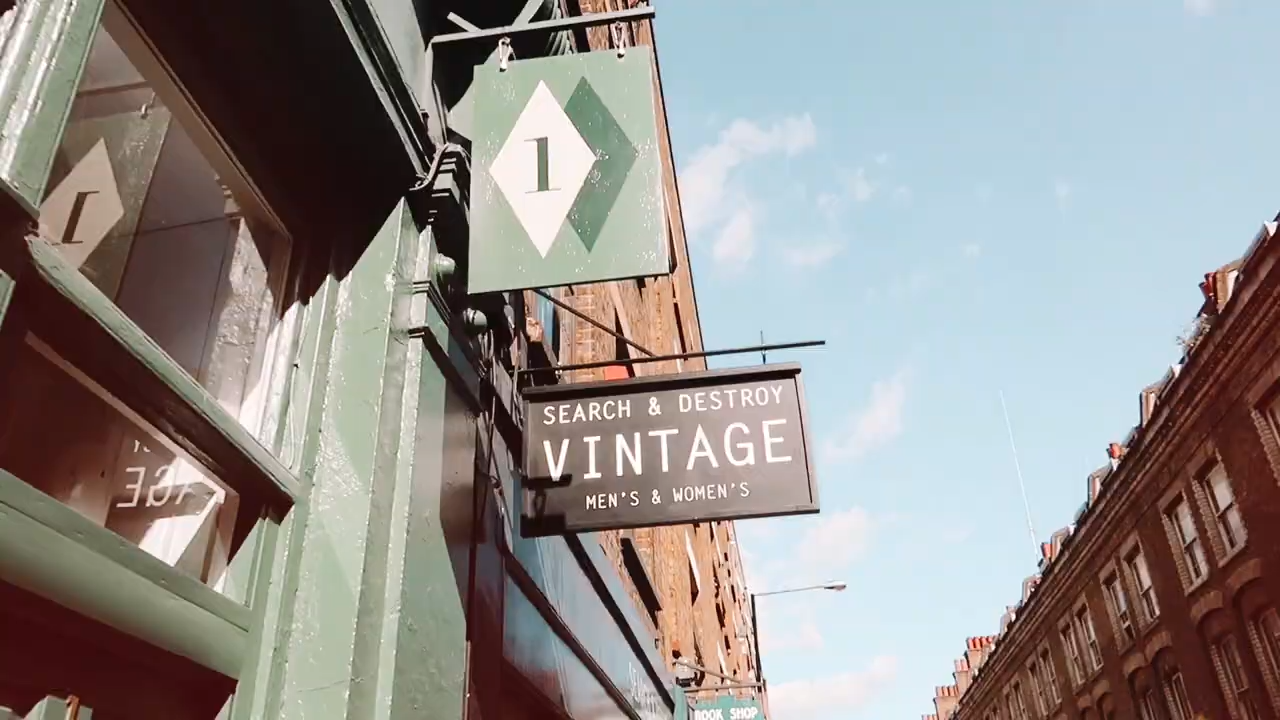 1
SEARCH & DESTROY
VINTAGE
MEN'S & WOMEN'S
BOOK SHOP